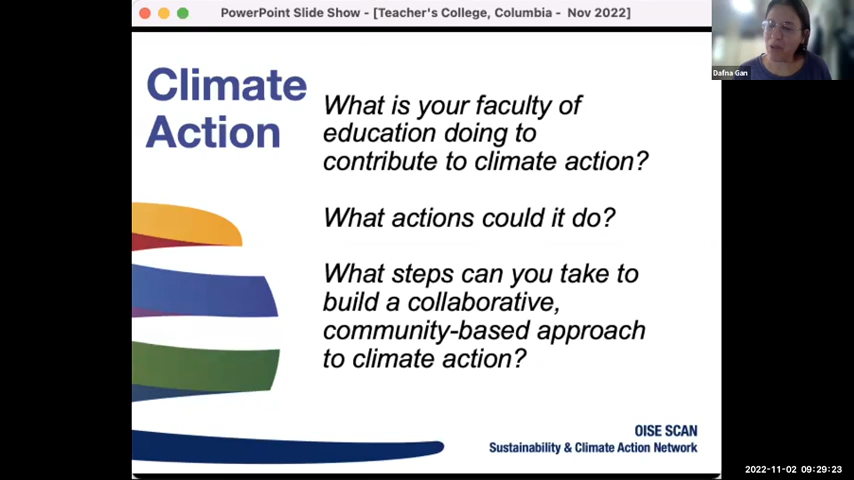 PowerPoint Slide Show - [Teacher's College, Columbia - Nov 2022]
Dafna Gan
Climate
Action
What is your faculty of
education doing to
contribute to climate action?
What actions could it do?
What steps can you take to
build a collaborative,
community-based approach
to climate action?
OISE SCAN
Sustainability & Climate Action Network
2022-11-02 09:29:23